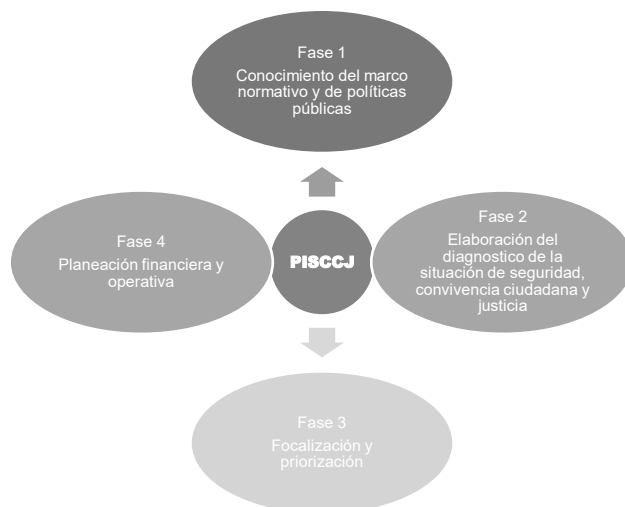 Fase 1
Conocimiento del marco
normativo y de políticas
públicas
Fase 4
Planeación financiera y
operativa
PISCCJ
Fase 2
Elaboración del
diagnostico de la
situación de seguridad,
convivencia ciudadana y
justicia
Fase 3
Focalización y
priorización